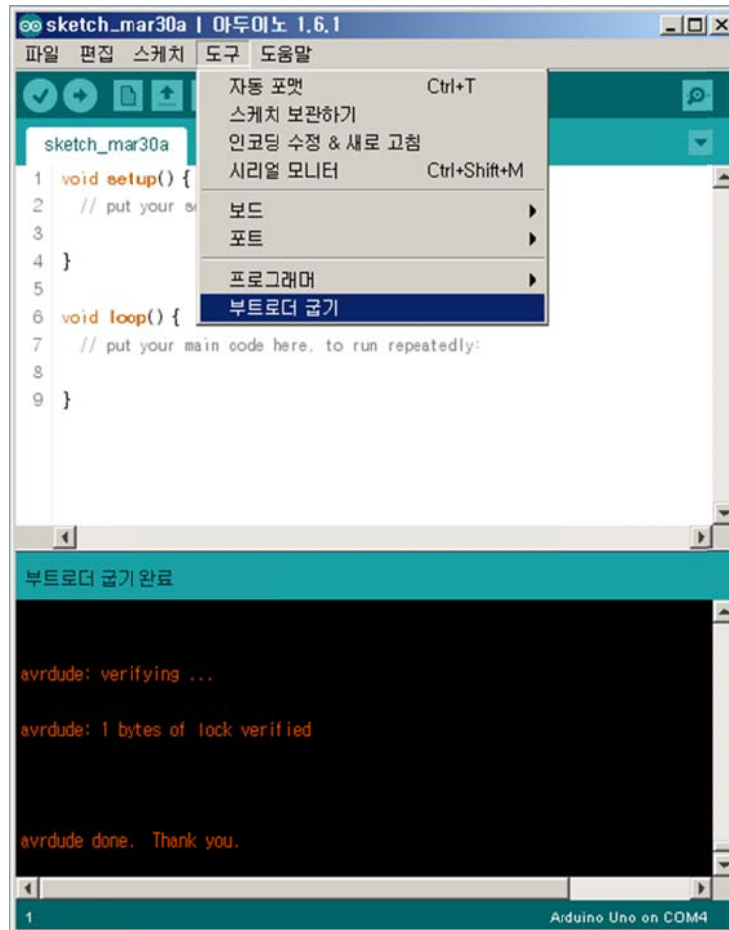 sketch_mar30a | 아두이노 1.6.1
파일 편집 스케치 도구 도움말
자동 포맷 Ctrl+T
스케치 보관하기
인코딩 수정 & 새로 고침
시리얼 모니터 Ctrl+Shift+M
보드
포트
프로그래머
부트로더 굽기
sketch_mar30a
1 void setup() {
2 // put your
3
4 }
5
6 void loop() {
7 // put your main code here, to run repeatedly:
8
9 }
부트로더 굽기 완료
avrdude: verifying ...
avrdude: 1 bytes of lock verified
avrdude done. Thank you.
1 Arduino Uno on COM4